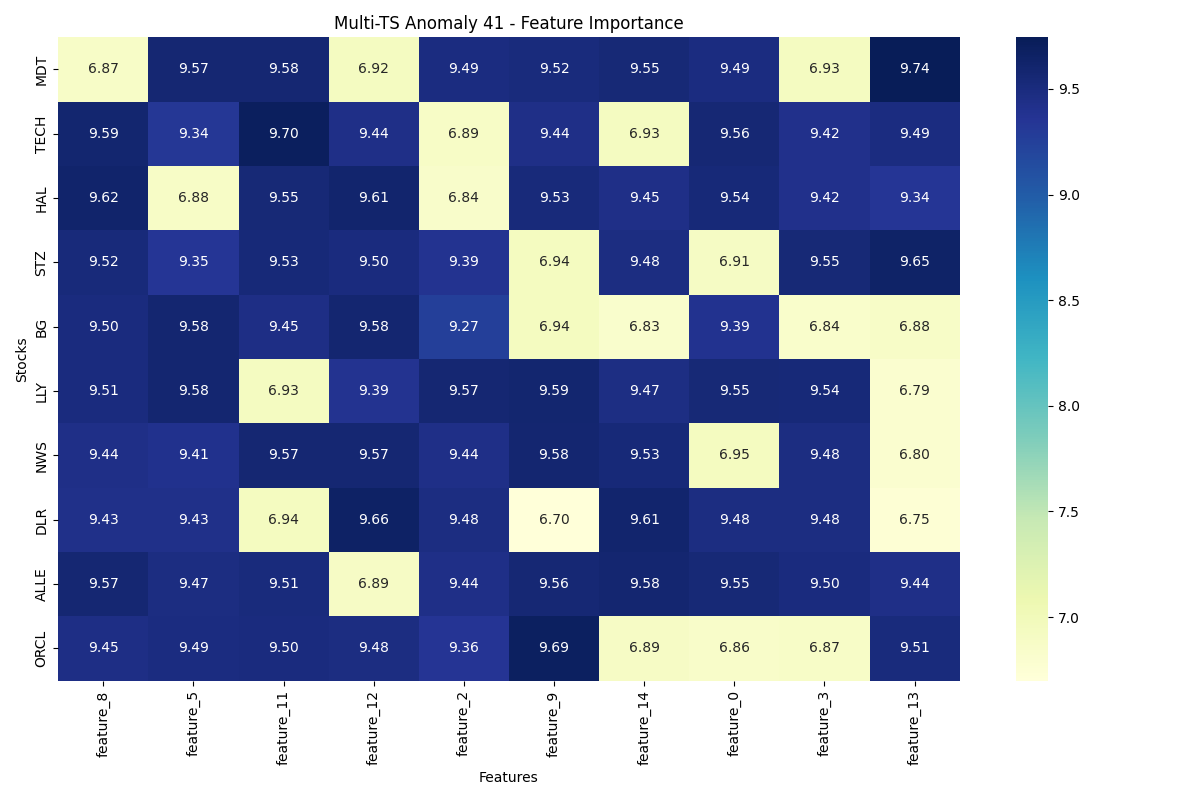 Multi-TS Anomaly 41 - Feature Importance
Stocks
MDT 6.87 9.57 9.58 6.92 9.49 9.52 9.55 9.49 6.93 9.74
TECH 9.59 9.34 9.70 9.44 6.89 9.44 6.93 9.56 9.42 9.49
HAL 9.62 6.88 9.55 9.61 6.84 9.53 9.45 9.54 9.42 9.34
STZ 9.52 9.35 9.53 9.50 9.39 6.94 9.48 6.91 9.55 9.65
BG 9.50 9.58 9.45 9.58 9.27 6.94 6.83 9.39 6.84 6.88
LLY 9.51 9.58 6.93 9.39 9.57 9.59 9.47 9.55 9.54 6.79
NWS 9.44 9.41 9.57 9.57 9.44 9.58 9.53 6.95 9.48 6.80
DLR 9.43 9.43 6.94 9.66 9.48 6.70 9.61 9.48 9.48 6.75
ALLE 9.57 9.47 9.51 6.89 9.44 9.56 9.58 9.55 9.50 9.44
ORCL 9.45 9.49 9.50 9.48 9.36 9.69 6.89 6.86 6.87 9.51
feature_8 feature_5 feature_11 feature_12 feature_2 feature_9 feature_14 feature_0 feature_3 feature_13
Features
9.5
9.0
8.5
8.0
7.5
7.0